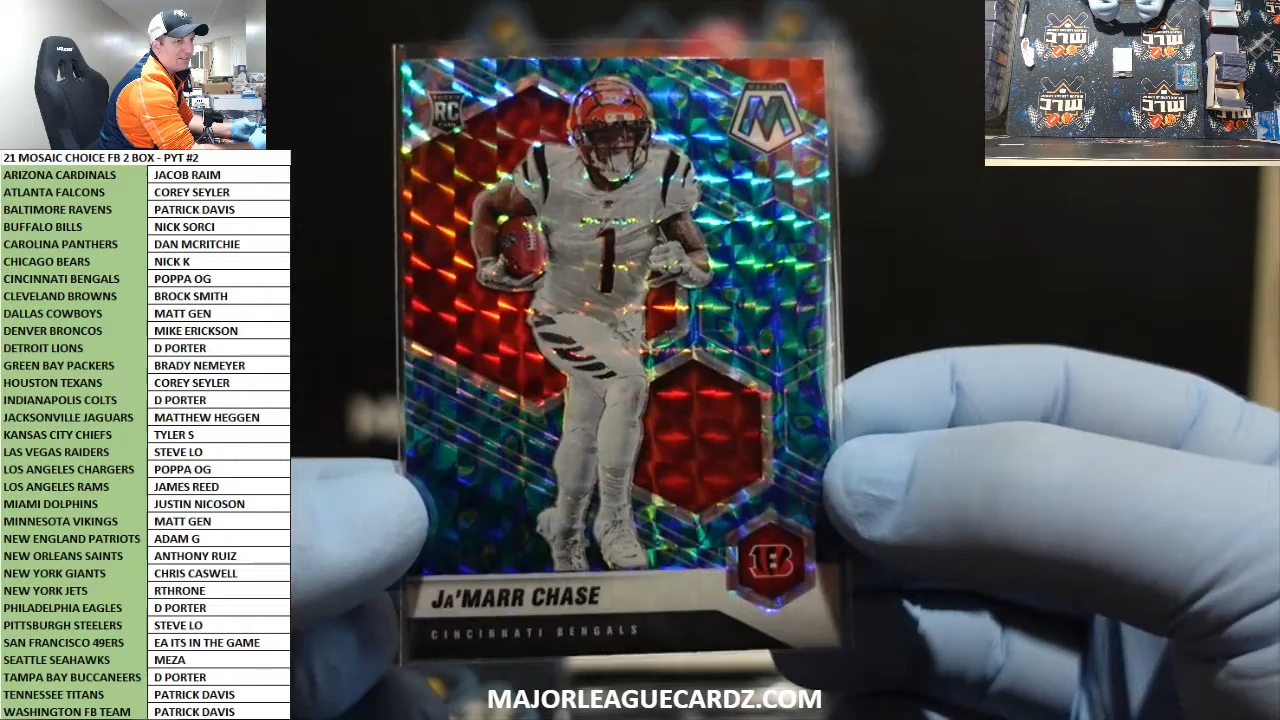 21 MOSAIC CHOICE FB 2 BOX - PYT #2
ARIZONA CARDINALS JACOB RAIM
ATLANTA FALCONS COREY SEYLER
BALTIMORE RAVENS PATRICK DAVIS
BUFFALO BILLS NICK SORCI
CAROLINA PANTHERS DAN MCRITCHIE
CHICAGO BEARS NICK K
CINCINNATI BENGALS POPPA OG
CLEVELAND BROWNS BROCK SMITH
DALLAS COWBOYS MATT GEN
DENVER BRONCOS MIKE ERICKSON
DETROIT LIONS D PORTER
GREEN BAY PACKERS BRADY NEMEYER
HOUSTON TEXANS COREY SEYLER
INDIANAPOLIS COLTS D PORTER
JACKSONVILLE JAGUARS MATTHEW HEGGEN
KANSAS CITY CHIEFS TYLER S
LAS VEGAS RAIDERS STEVE LO
LOS ANGELES CHARGERS POPPA OG
LOS ANGELES RAMS JAMES REED
MIAMI DOLPHINS JUSTIN NICOSON
MINNESOTA VIKINGS MATT GEN
NEW ENGLAND PATRIOTS ADAM G
NEW ORLEANS SAINTS ANTHONY RUIZ
NEW YORK GIANTS CHRIS CASWELL
NEW YORK JETS RTHRONE
PHILADELPHIA EAGLES D PORTER
PITTSBURGH STEELERS STEVE LO
SAN FRANCISCO 49ERS EA ITS IN THE GAME
SEATTLE SEAHAWKS MEZA
TAMPA BAY BUCCANEERS D PORTER
TENNESSEE TITANS PATRICK DAVIS
WASHINGTON FB TEAM PATRICK DAVIS
RC
M
1
B
JA'MARR CHASE
CINCINNATI BENGALS
MAJORLEAGUECARDZ.COM